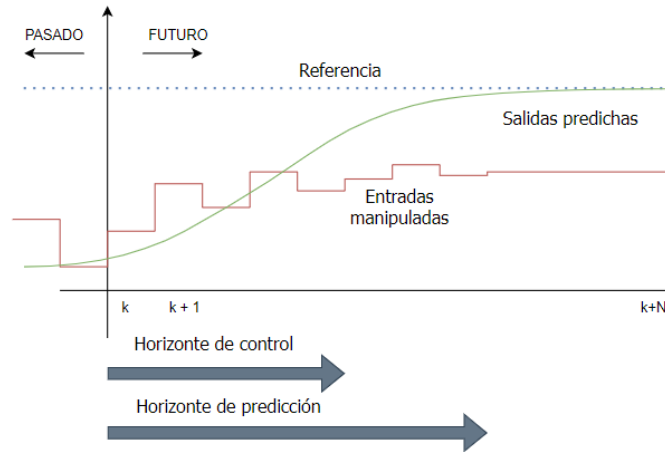 PASADO
FUTURO
Referencia
Salidas predichas
Entradas
manipuladas
k
k + 1
k+N
Horizonte de control
Horizonte de predicción